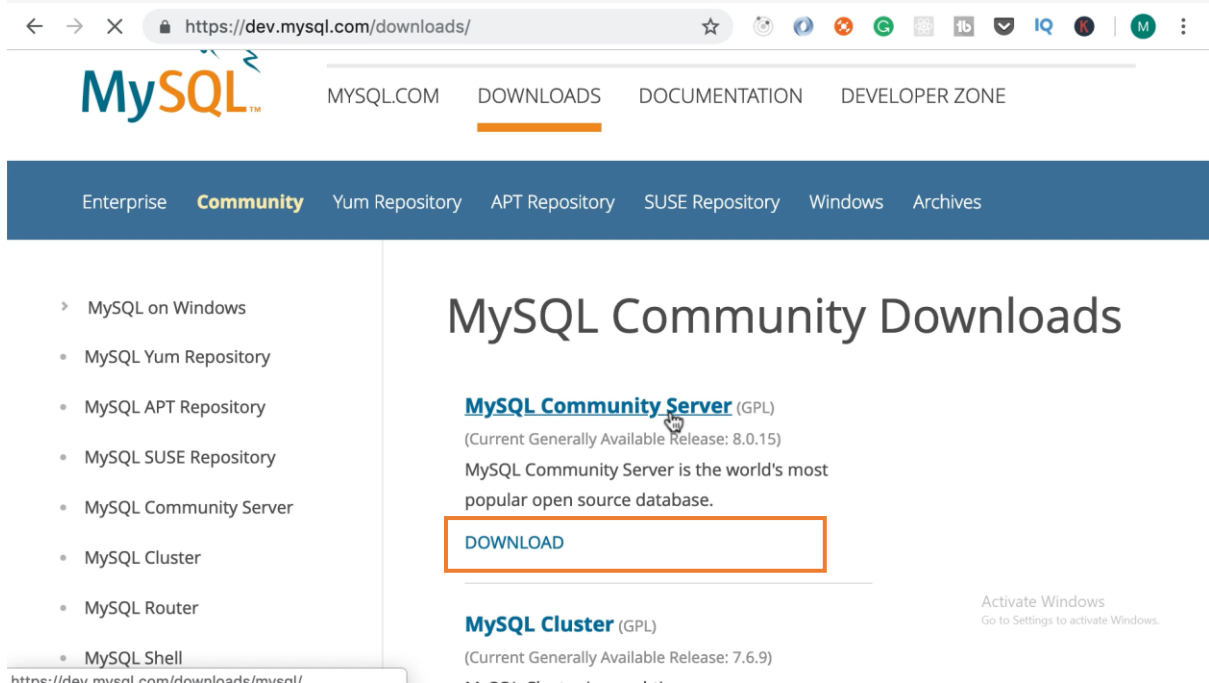 https://dev.mysql.com/downloads/
MySQL™
MYSQL.COM DOWNLOADS DOCUMENTATION DEVELOPER ZONE
Enterprise Community Yum Repository APT Repository SUSE Repository Windows Archives
MySQL on Windows
MySQL Yum Repository
MySQL APT Repository
MySQL SUSE Repository
MySQL Community Server
MySQL Cluster
MySQL Router
MySQL Shell
https://dev.mysql.com/downloads/mysql/
MySQL Community Downloads
MySQL Community Server (GPL)
(Current Generally Available Release: 8.0.15)
MySQL Community Server is the world's most
popular open source database.
DOWNLOAD
MySQL Cluster (GPL)
(Current Generally Available Release: 7.6.9)
Activate Windows
Go to Settings to activate Windows.